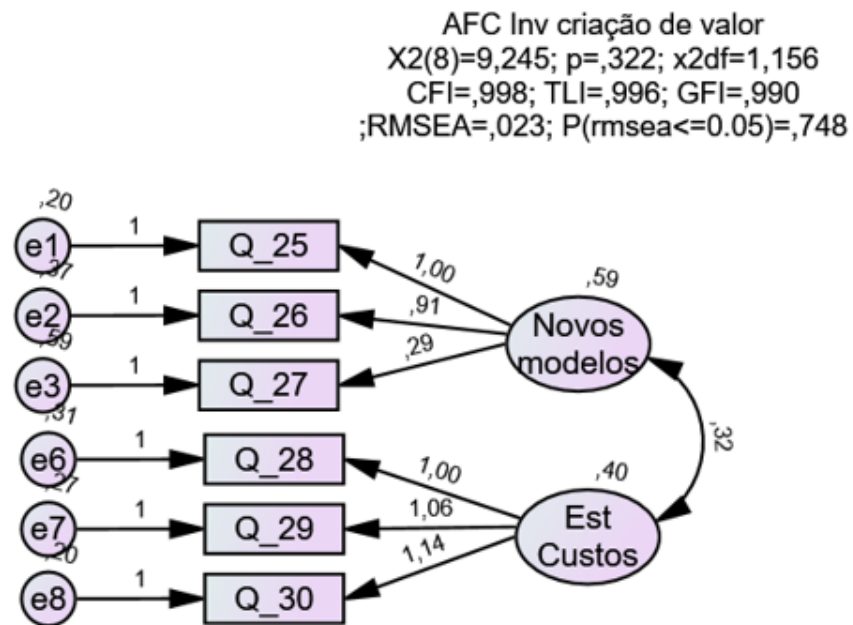 AFC Inv criação de valor
X2(8)=9,245; p=,322; x2df=1,156
CFI=,998; TLI=,996; GFI=,990
;RMSEA=,023; P(rmsea<=0.05)=,748
,20
e1
1
Q_25
1,00
,59
,37
e2
1
Q_26
,91
Novos
modelos
,59
e3
1
Q_27
,29
,31
e6
1
Q_28
1,00
,32
,40
,27
e7
1
Q_29
1,06
Est
Custos
,20
e8
1
Q_30
1,14